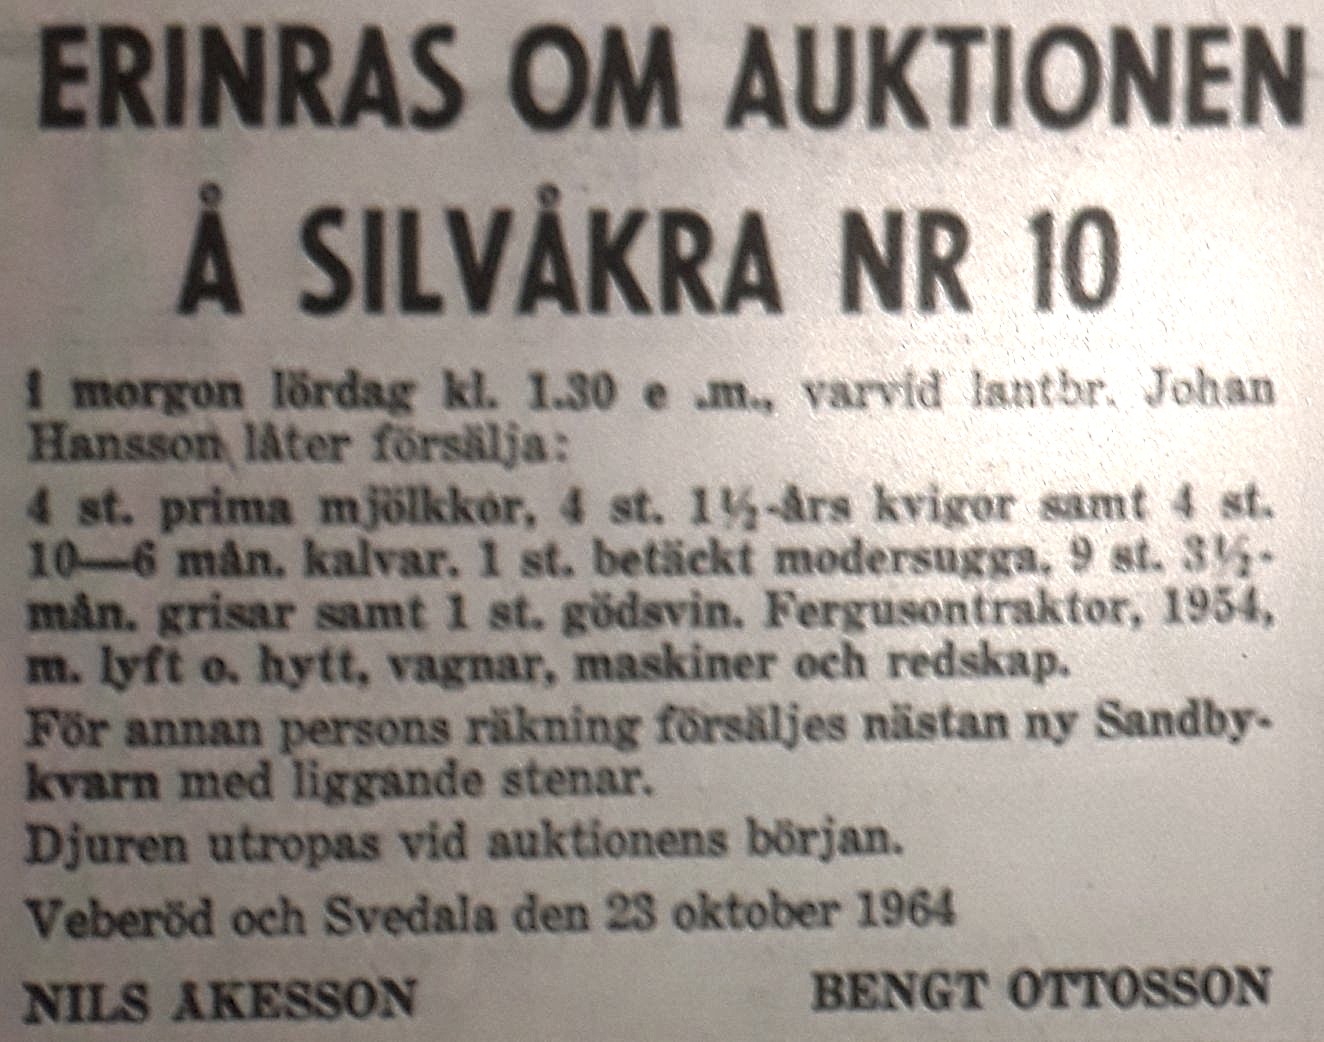 ERINRAS OM AUKTIONEN
Å SILVÅKRA NR 10
I morgon lördag kl. 1.30 e .m., varvid lantbr. Johan
Hansson låter försälja:
4 st. prima mjölkkor, 4 st. 1½-års kvigor samt 4 st.
10—6 mån. kalvar. 1 st. betäckt modersugga. 9 st. 3½-
mån. grisar samt 1 st. gödsvin. Fergusontraktor, 1954,
m. lyft o. hytt, vagnar, maskiner och redskap.
För annan persons räkning försäljes nästan ny Sandby-
kvarn med liggande stenar.
Djuren utropas vid auktionens början.
Veberöd och Svedala den 23 oktober 1964
NILS AKESSON BENGT OTTOSSON